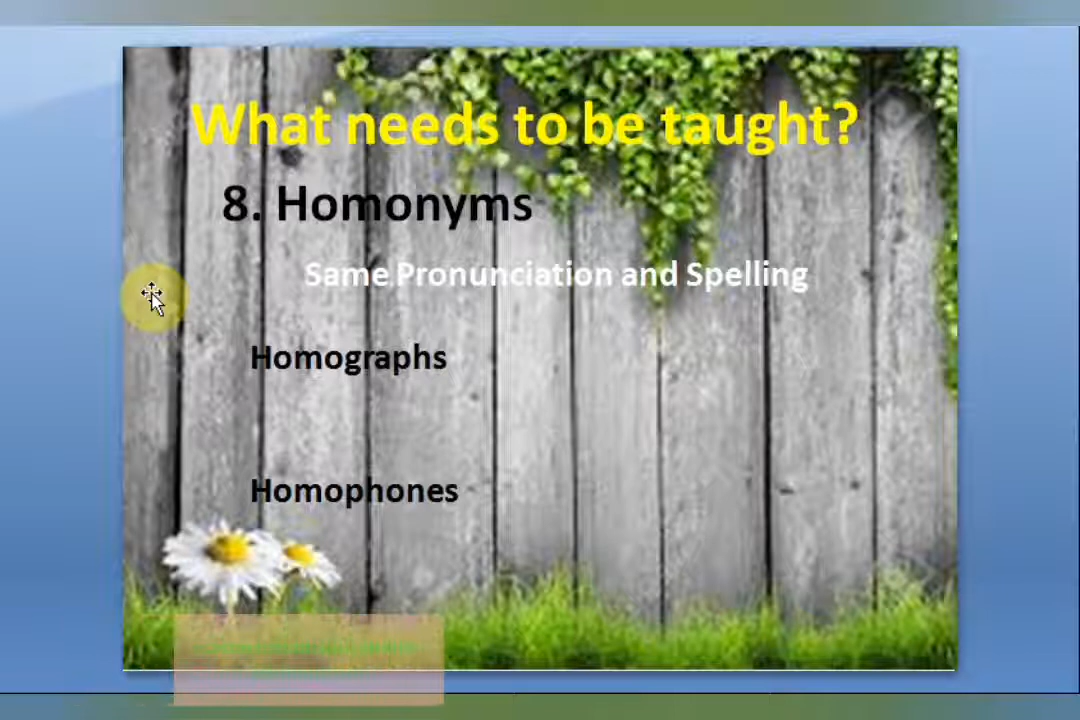 What needs to be taught?
8. Homonyms
Same Pronunciation and Spelling
Homographs
Homophones